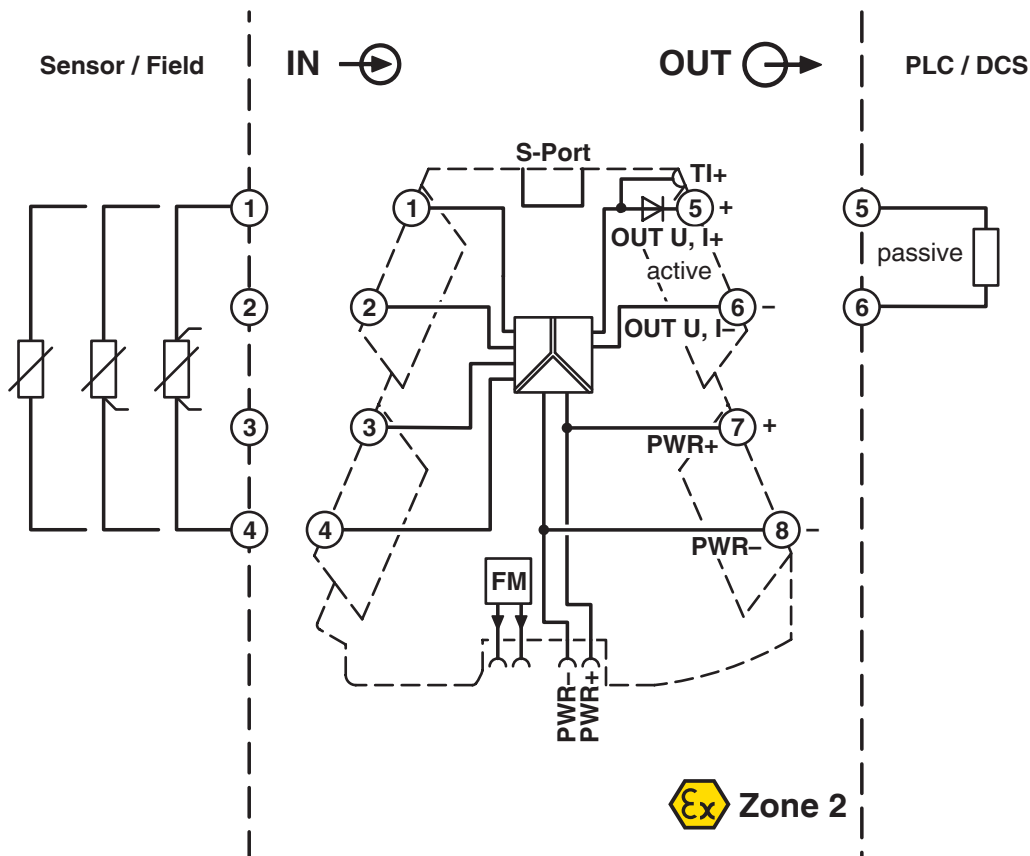 Sensor / Field
IN
OUT
PLC / DCS
S-Port
TI+
1
1
5
+
5
OUT U, I+
active
passive
2
2
6
–
6
OUT U, I–
3
3
7
+
PWR+
4
4
8
–
PWR–
FM
PWR–
PWR+
Ex
Zone 2